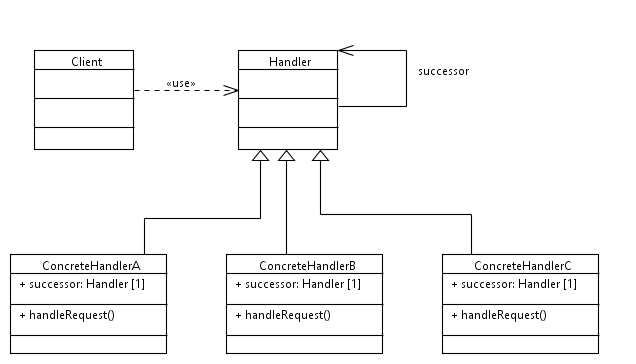 Client
Handler
«use»
successor
ConcreteHandlerA
+ successor: Handler [1]
+ handleRequest()
ConcreteHandlerB
+ successor: Handler [1]
+ handleRequest()
ConcreteHandlerC
+ successor: Handler [1]
+ handleRequest()